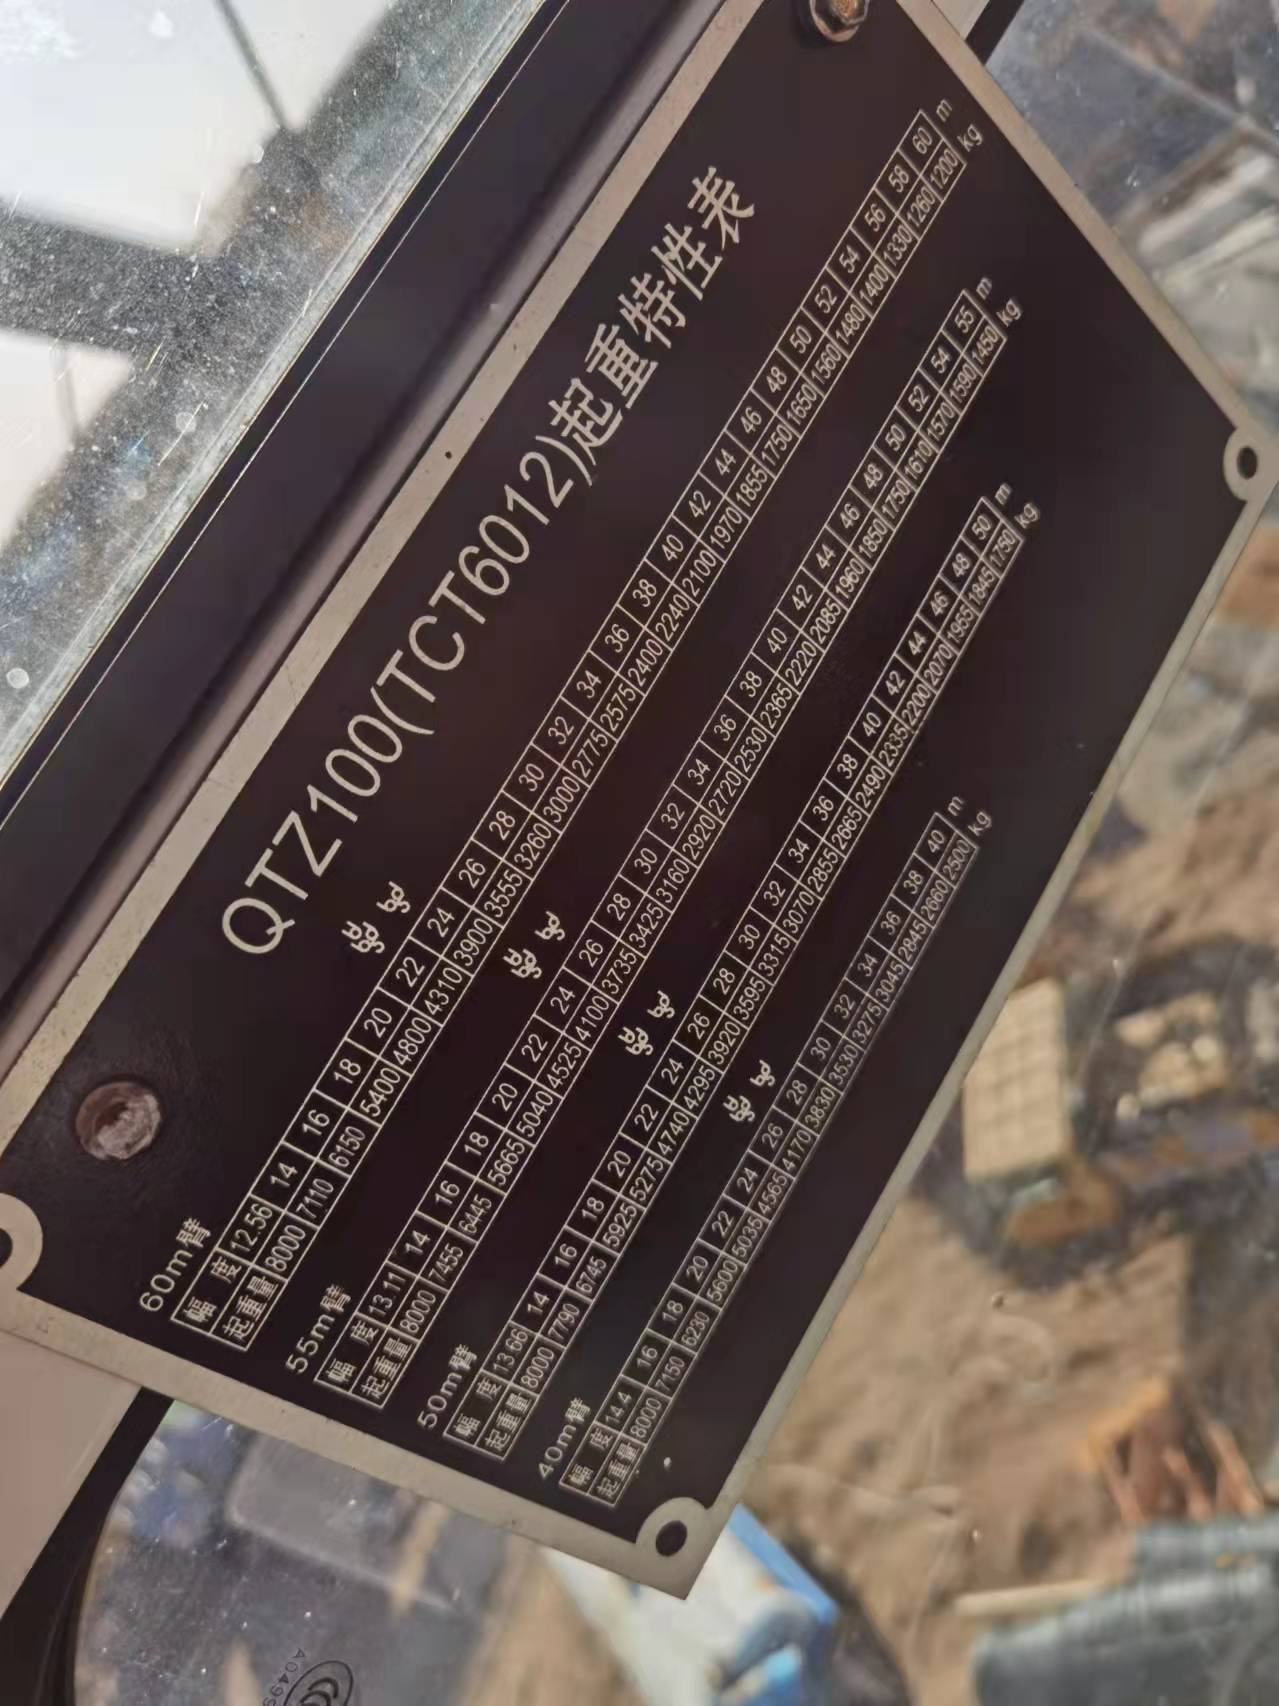 QTZ100(TCT6012)起重特性表
60m臂
幅 度 12.56 14 16 18 20 22 24 26 28 30 32 34 36 38 40 42 44 46 48 50 52 54 56 58 60 m
起重量 8000 7110 6150 5400 4800 4310 3900 3555 3260 3000 2775 2575 2400 2240 2100 1970 1855 1750 1650 1560 1480 1400 1330 1260 1200 kg
55m臂
幅 度 13.11 14 16 18 20 22 24 26 28 30 32 34 36 38 40 42 44 46 48 50 52 54 55 m
起重量 8000 7455 6445 5665 5040 4525 4100 3735 3425 3160 2920 2720 2530 2365 2220 2085 1960 1850 1750 1610 1570 1590 1450 kg
50m臂
幅 度 13.66 14 16 18 20 22 24 26 28 30 32 34 36 38 40 42 44 46 48 50 m
起重量 8000 7790 6745 5925 5275 4740 4295 3920 3595 3315 3070 2855 2665 2490 2335 2200 2070 1955 1845 1750 kg
40m臂
幅 度 14.4 16 18 20 22 24 26 28 30 32 34 36 38 40 m
起重量 8000 7150 6230 5600 5035 4565 4170 3830 3530 3275 3045 2845 2660 2500 kg